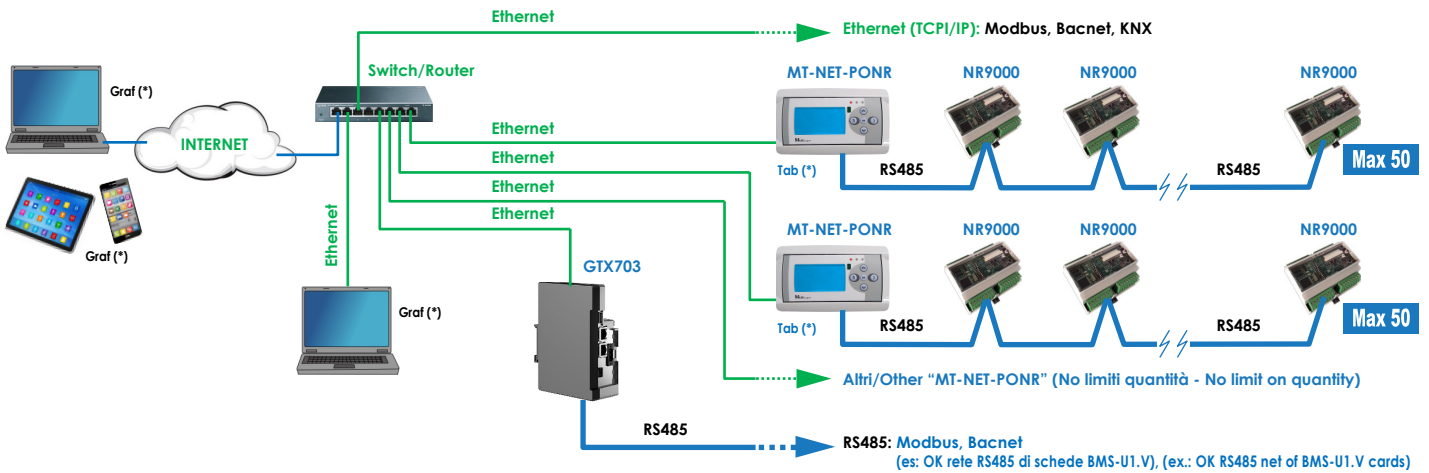 Ethernet
Ethernet (TCPI/IP): Modbus, Bacnet, KNX
Switch/Router
MT-NET-PONR
NR9000
NR9000
NR9000
Graf (*)
INTERNET
Ethernet
Ethernet
Tab (*)
RS485
RS485
Max 50
Ethernet
Ethernet
Graf (*)
Ethernet
MT-NET-PONR
NR9000
NR9000
NR9000
GTX703
Graf (*)
Tab (*)
RS485
RS485
Max 50
Altri/Other “MT-NET-PONR” (No limiti quantità - No limit on quantity)
RS485
RS485: Modbus, Bacnet
(es: OK rete RS485 di schede BMS-U1.V), (ex.: OK RS485 net of BMS-U1.V cards)